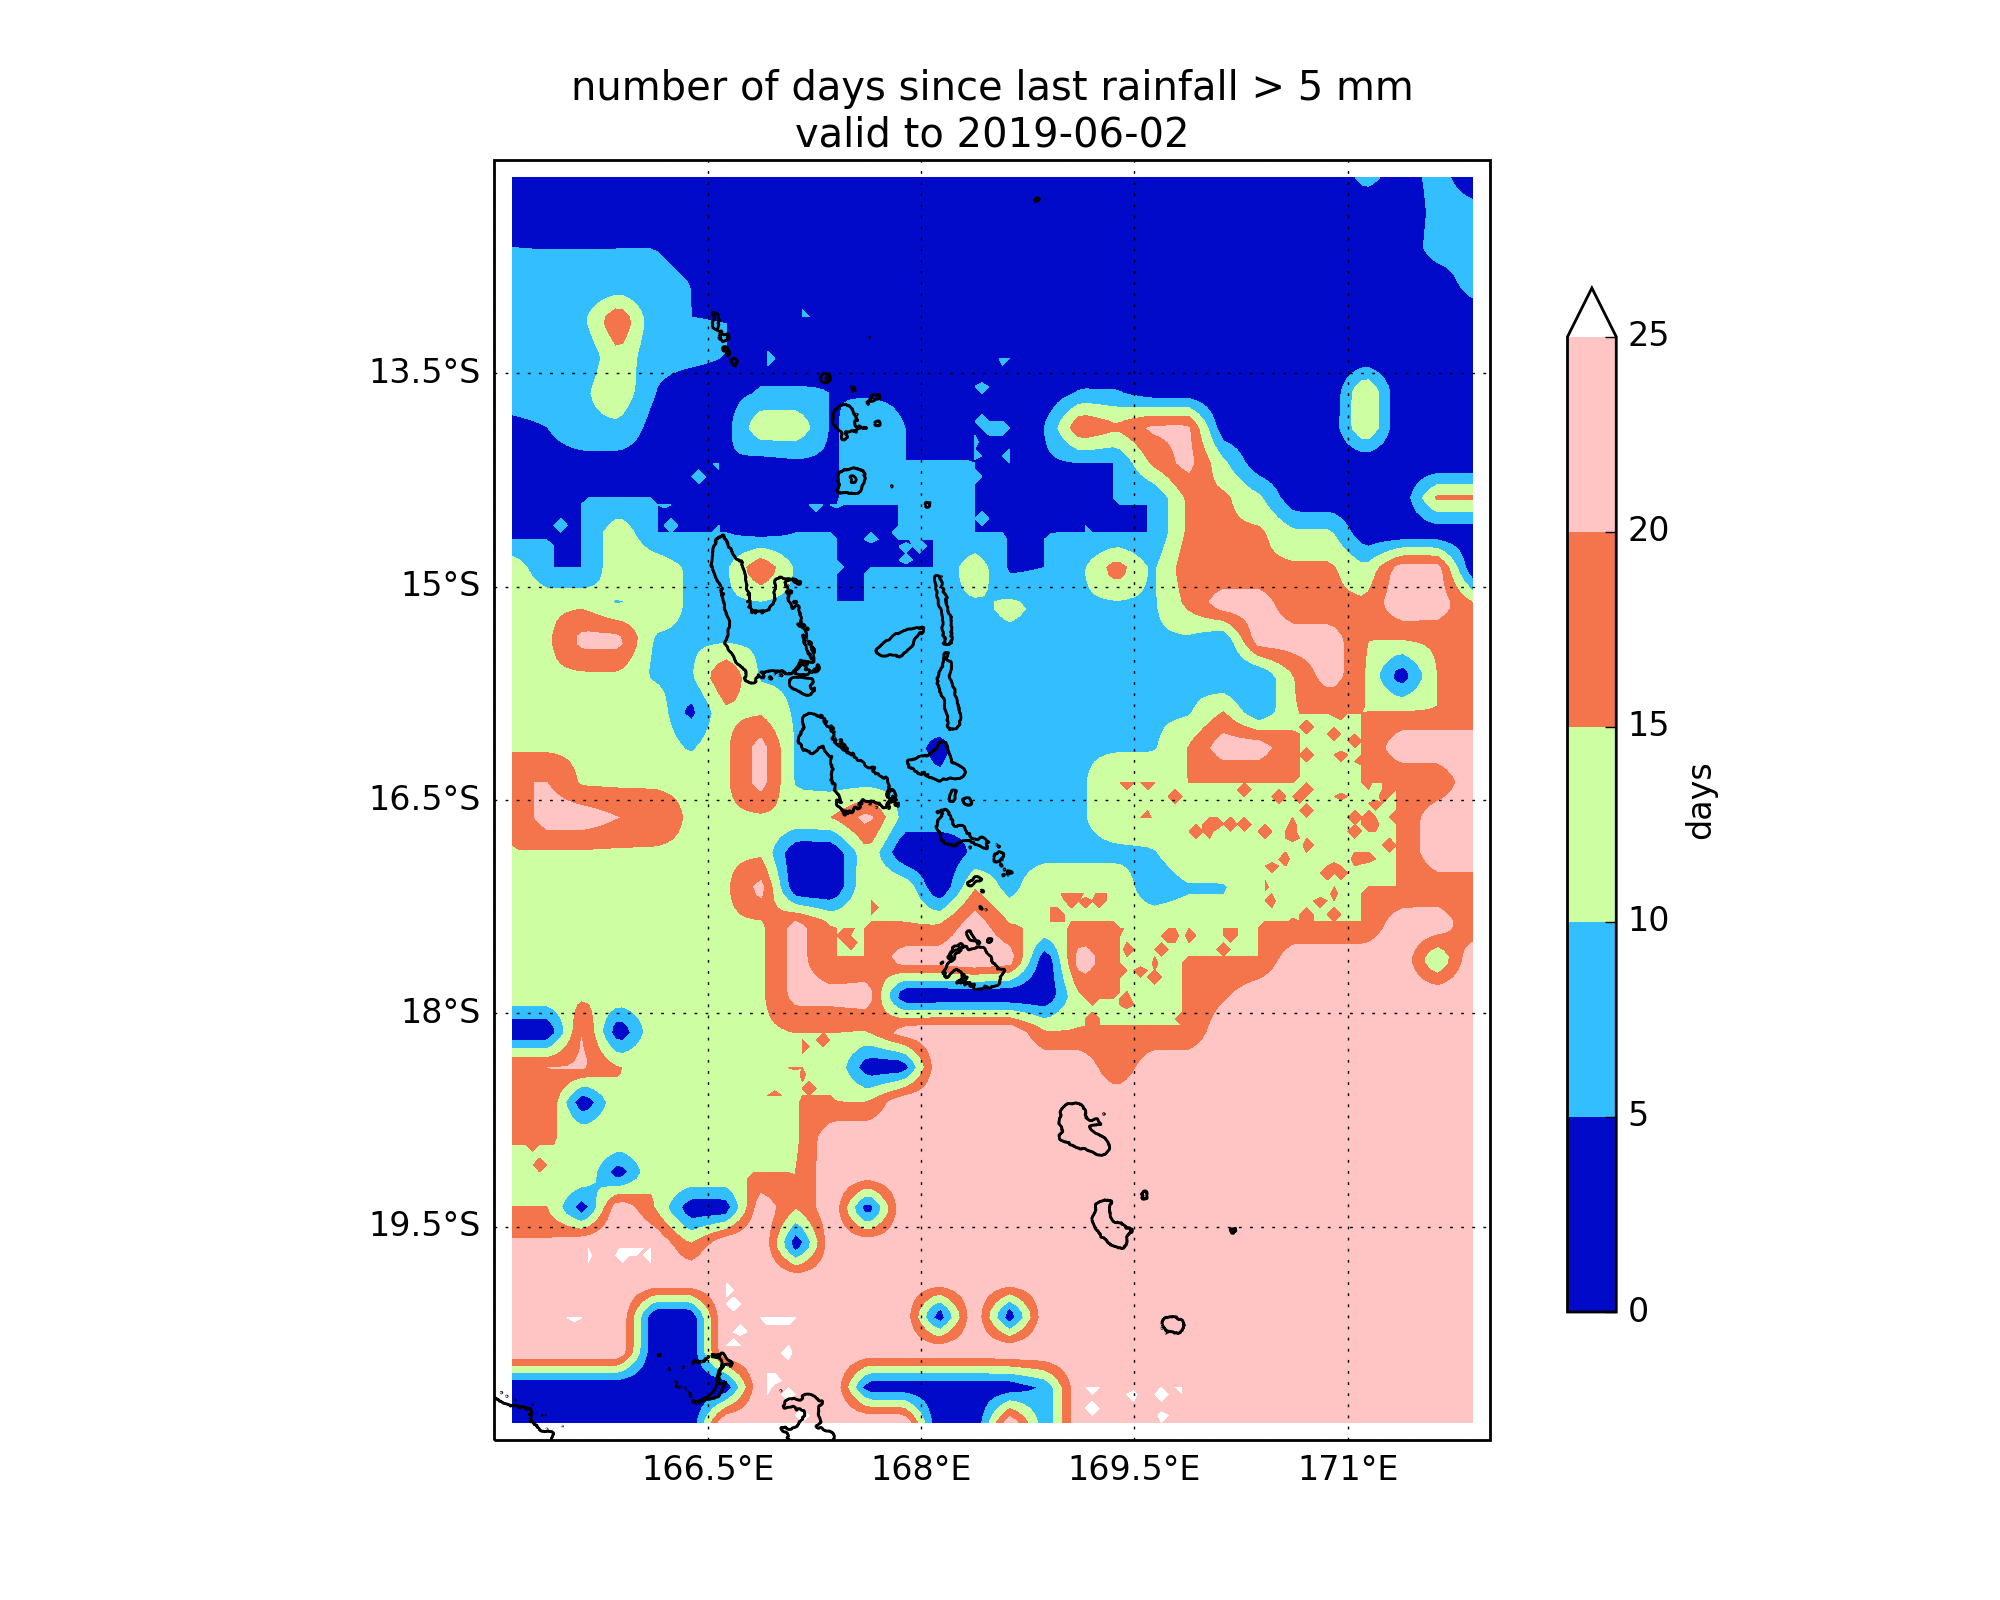 number of days since last rainfall > 5 mm
valid to 2019-06-02
13.5°S
15°S
16.5°S
18°S
19.5°S
166.5°E
168°E
169.5°E
171°E
25
20
15
10
5
0
days